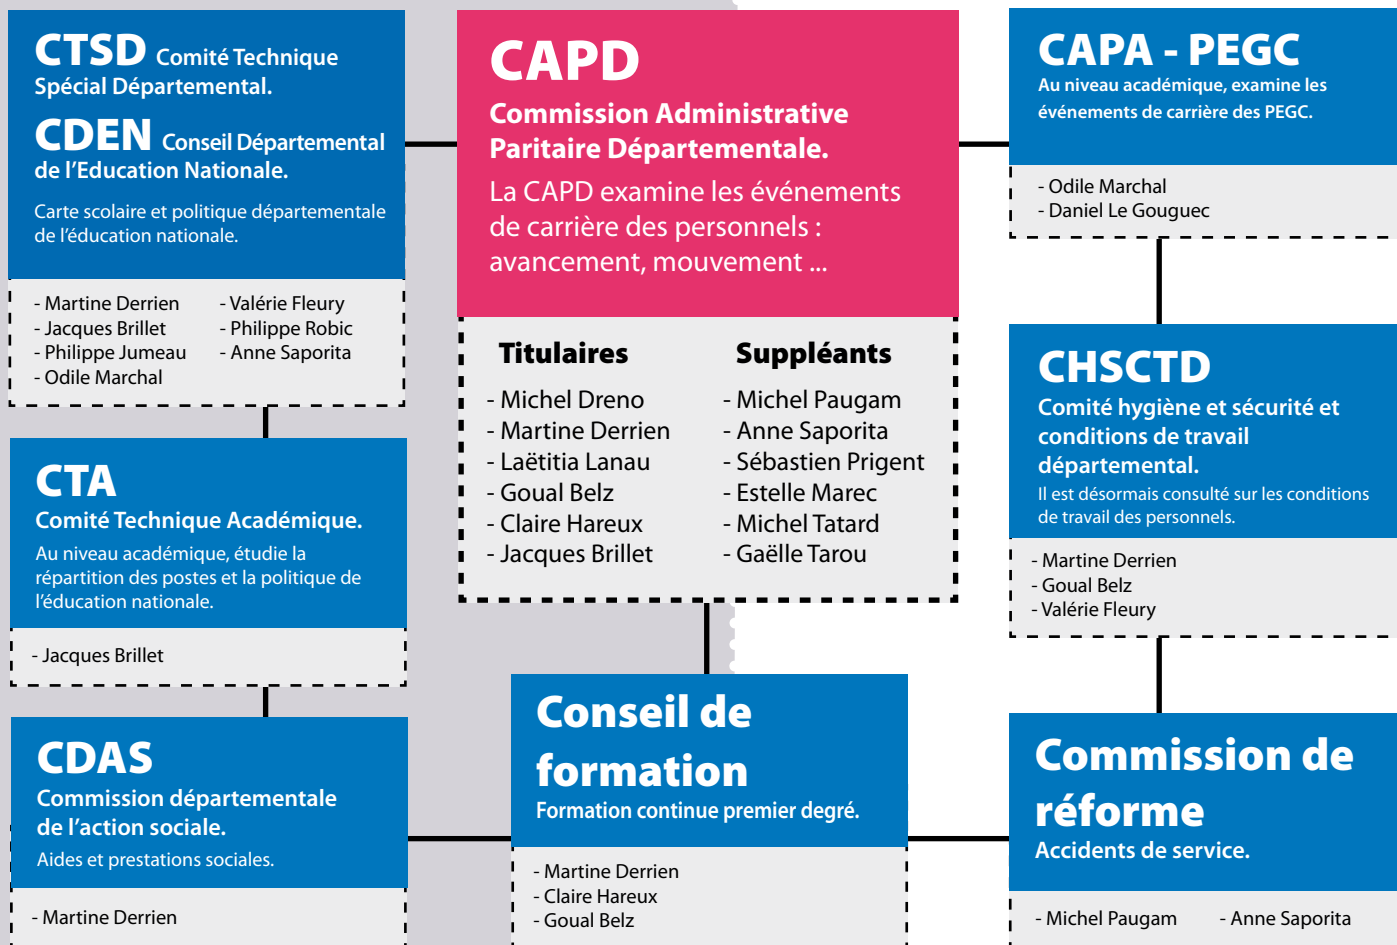 CTSD Comité Technique
Spécial Départemental.
CDEN Conseil Départemental
de l'Education Nationale.
Carte scolaire et politique départementale
de l'éducation nationale.
- Martine Derrien
- Jacques Brillet
- Philippe Jumeau
- Odile Marchal
- Valérie Fleury
- Philippe Robic
- Anne Saporita
CTA
Comité Technique Académique.
Au niveau académique, étudie la
répartition des postes et la politique de
l'éducation nationale.
- Jacques Brillet
CDAS
Commission départementale
de l'action sociale.
Aides et prestations sociales.
- Martine Derrien
CAPD
Commission Administrative
Paritaire Départementale.
La CAPD examine les événements
de carrière des personnels :
avancement, mouvement ...
Titulaires
- Michel Dreno
- Martine Derrien
- Laëtitia Lanau
- Goual Belz
- Claire Hareux
- Jacques Brillet
Suppléants
- Michel Paugam
- Anne Saporita
- Sébastien Prigent
- Estelle Marec
- Michel Tatard
- Gaëlle Tarou
Conseil de
formation
Formation continue premier degré.
- Martine Derrien
- Claire Hareux
- Goual Belz
CAPA - PEGC
Au niveau académique, examine les
événements de carrière des PEGC.
- Odile Marchal
- Daniel Le Gouguec
CHSCTD
Comité hygiène et sécurité et
conditions de travail
départemental.
Il est désormais consulté sur les conditions
de travail des personnels.
- Martine Derrien
- Goual Belz
- Valérie Fleury
Commission de
réforme
Accidents de service.
- Michel Paugam
- Anne Saporita